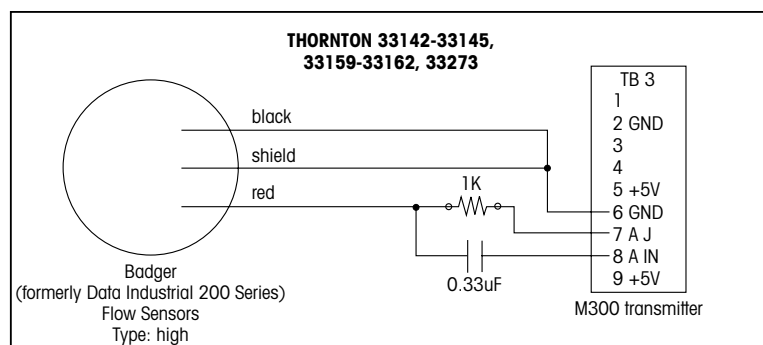 THORNTON 33142-33145,
33159-33162, 33273
TB 3
1
2 GND
3
4
5 +5V
6 GND
7 A J
8 A IN
9 +5V
M300 transmitter
black
shield
red
1K
0.33uF
Badger
(formerly Data Industrial 200 Series)
Flow Sensors
Type: high